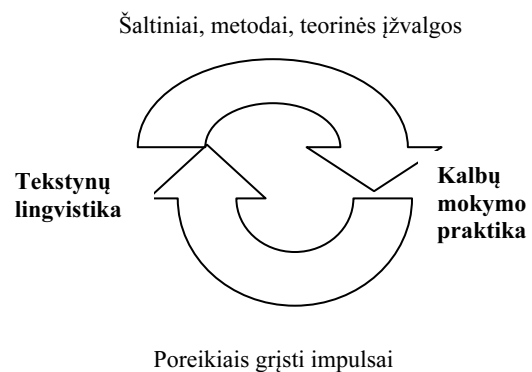 Šaltiniai, metodai, teorinės įžvalgos
Tekstynų
lingvistika
Kalbų
mokymo
praktika
Poreikiais grįsti impulsai